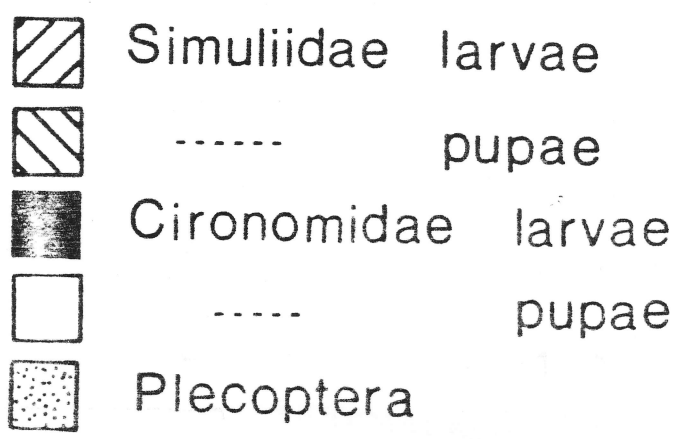 Simuliidae larvae
------ pupae
Cironomidae larvae
----- pupae
Plecoptera